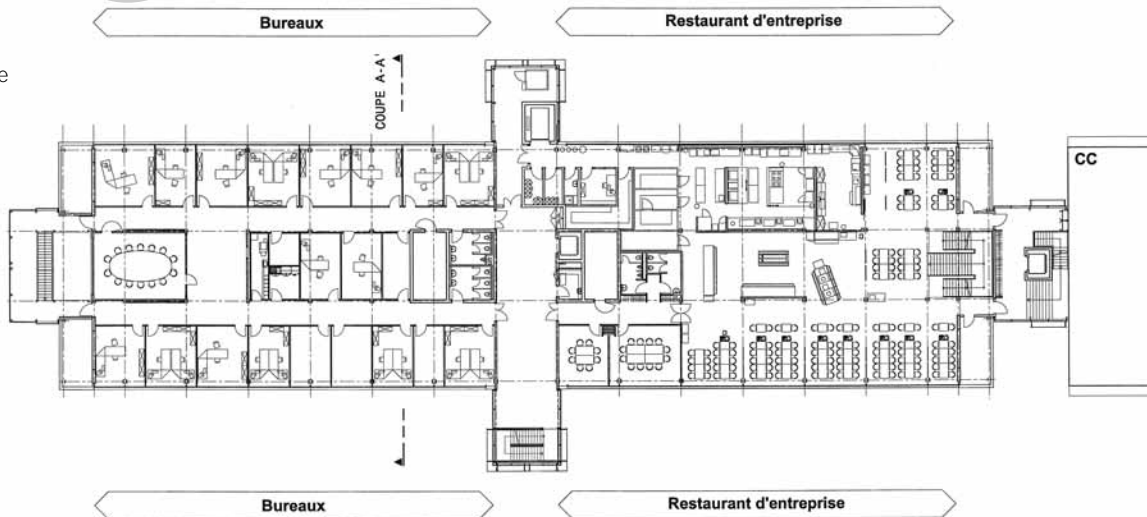 Bureaux
Restaurant d'entreprise
e
COUPE A-A'
CC
Bureaux
Restaurant d'entreprise